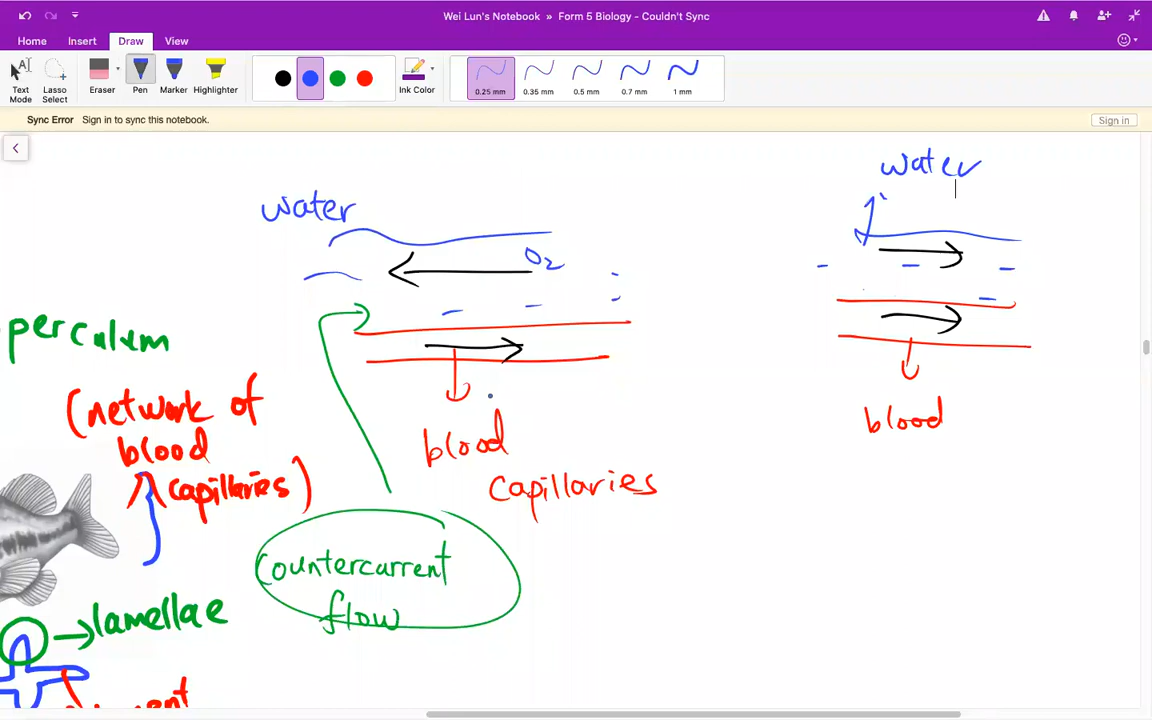 Wei Lun's Notebook » Form 5 Biology - Couldn't Sync
Home Insert Draw View
Text Mode
Lasso Select
Eraser
Pen
Marker
Highlighter
Ink Color
0.25 mm
0.35 mm
0.5 mm
0.7 mm
1 mm
Sync Error Sign in to sync this notebook.
Sign in
water
water
O2
perculum
(network of
blood
capillaries)
blood
capillaries
blood
countercurrent
flow
lamellae